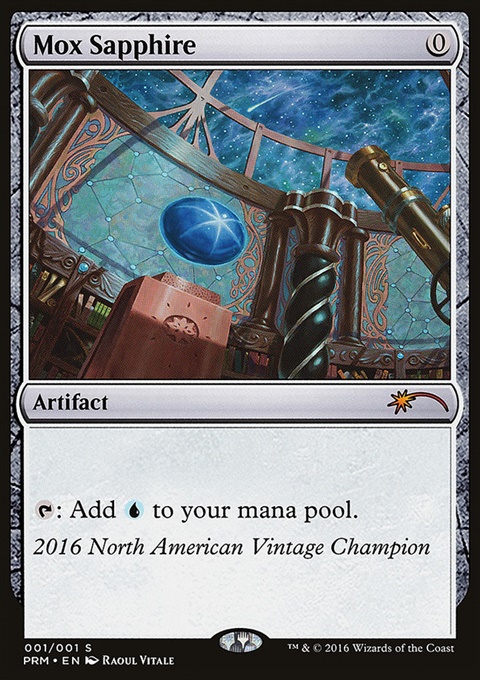 Mox Sapphire 0
Artifact
: Add to your mana pool.
2016 North American Vintage Champion
001/001 S
PRM • EN Raoul Vitale
™ & © 2016 Wizards of the Coast